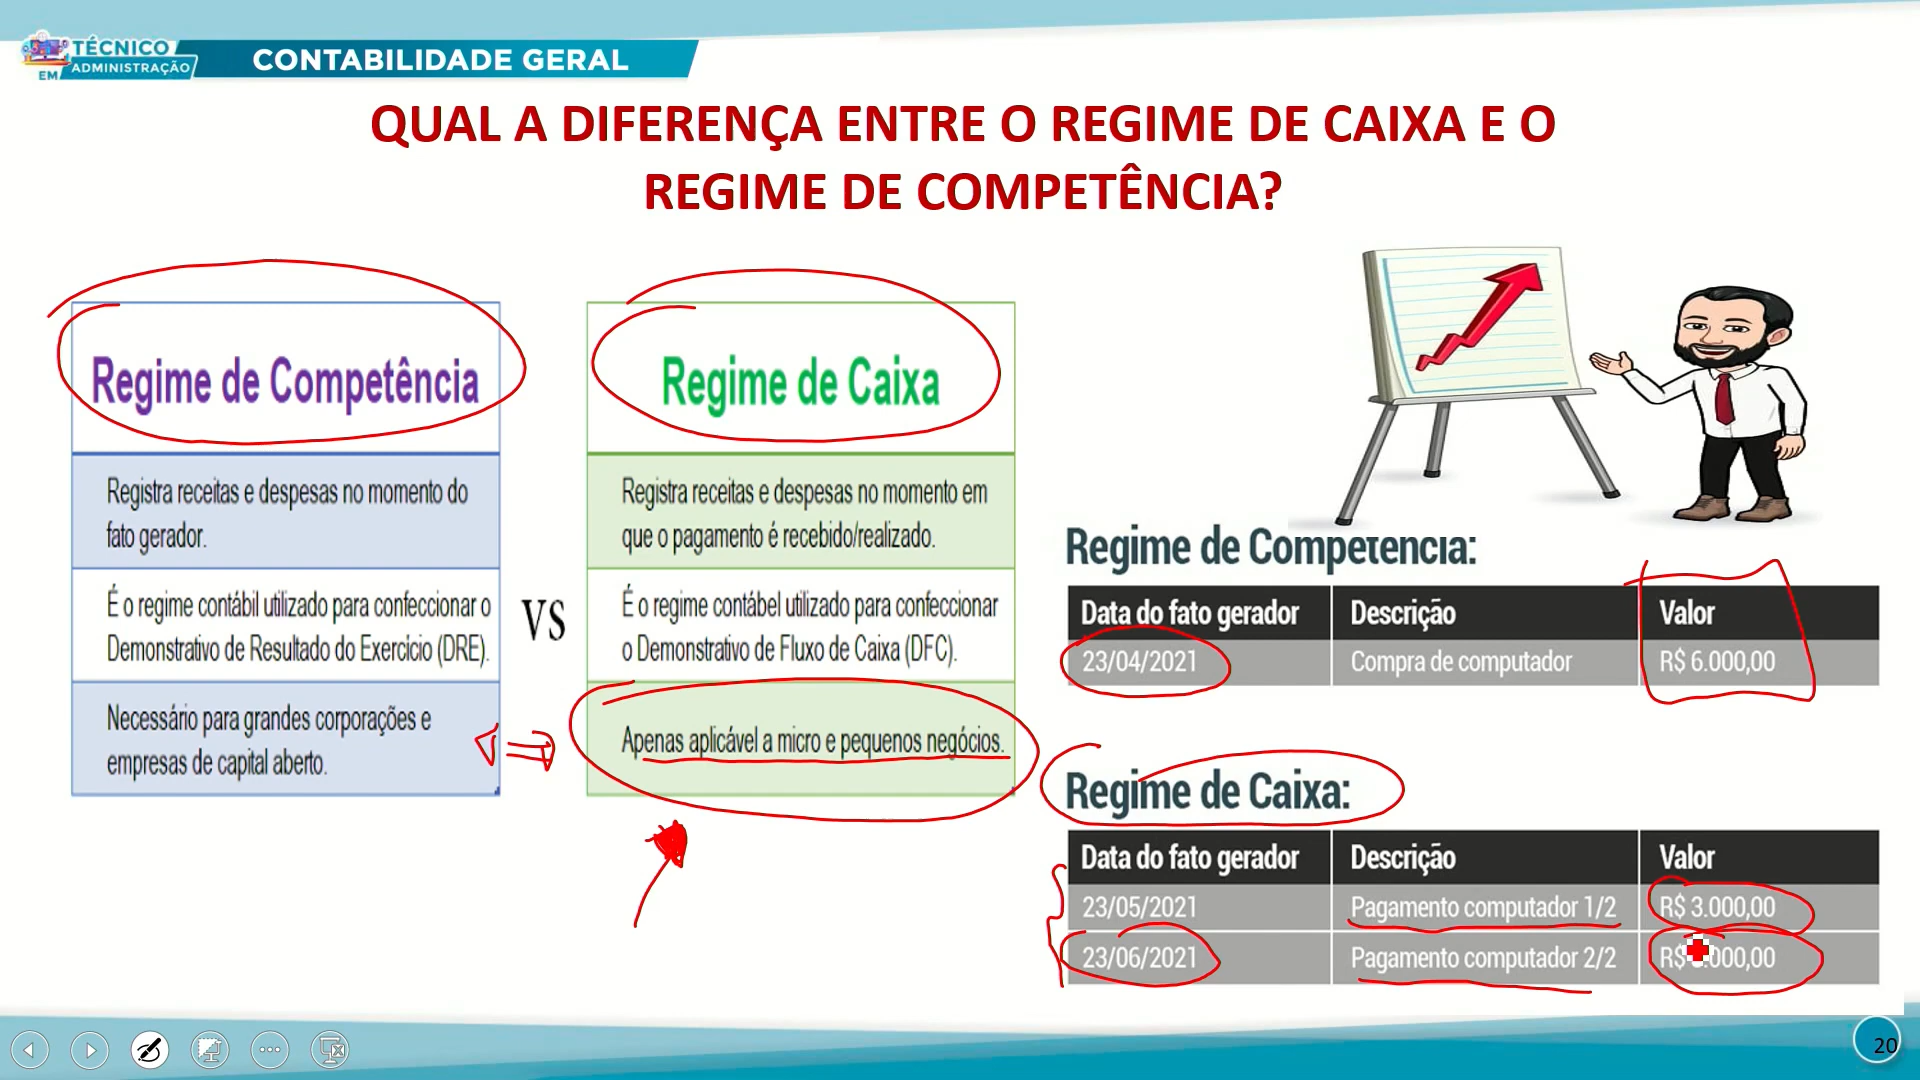 TÉCNICO
EM ADMINISTRAÇÃO
CONTABILIDADE GERAL
QUAL A DIFERENÇA ENTRE O REGIME DE CAIXA E O
REGIME DE COMPETÊNCIA?
Regime de Competência
Registra receitas e despesas no momento do
fato gerador.
É o regime contábil utilizado para confeccionar o
Demonstrativo de Resultado do Exercício (DRE).
Necessário para grandes corporações e
empresas de capital aberto.
VS
Regime de Caixa
Registra receitas e despesas no momento em
que o pagamento é recebido/realizado.
É o regime contábel utilizado para confeccionar
o Demonstrativo de Fluxo de Caixa (DFC).
Apenas aplicável a micro e pequenos negócios.
Regime de Competência:
Data do fato gerador Descrição Valor
23/04/2021 Compra de computador R$ 6.000,00
Regime de Caixa:
Data do fato gerador Descrição Valor
23/05/2021 Pagamento computador 1/2 R$ 3.000,00
23/06/2021 Pagamento computador 2/2 R$ .000,00
20